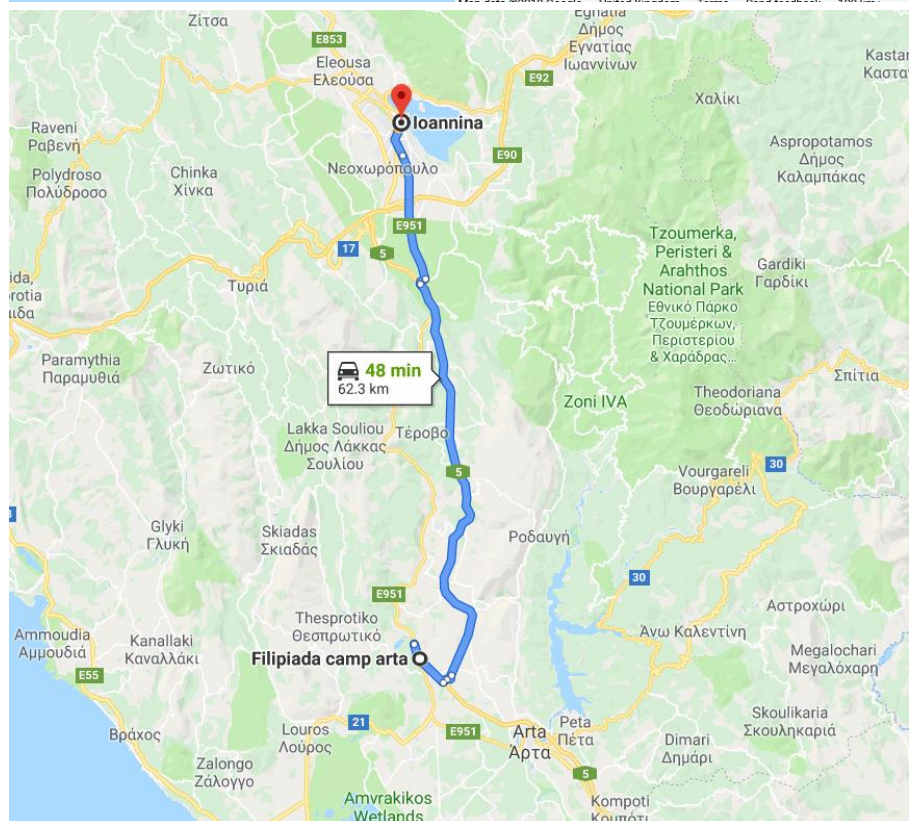 Ζίτσα
E853
Egnatia
Δήμος
Εγνατίας
Ιωαννίνων
Eleousa
Ελεούσα
E92
Χαλίκι
Ioannina
Raveni
Ραβενή
Νεοχωρόπουλο
E90
Aspropotamos
Δήμος
Καλαμπάκας
Polydroso
Πολύδροσο
Chinka
Χίνκα
E951
17
5
Tzoumerka,
Peristeri &
Arahthos
National Park
Εθνικό Πάρκο
Τζουμέρκων,
Περιστερίου
& Χαράδρας...
Gardiki
Γαρδίκι
Τυριά
Paramythia
Παραμυθιά
Ζωτικό
48 min
62.3 km
Σπίτια
Theodoriana
Θεοδώριανα
Zoni IVA
Lakka Souliou
Δήμος Λάκκας
Σουλίου
Τέροβο
5
30
Vourgareli
Βουργαρέλι
Glyki
Γλυκή
Skiadas
Σκιαδάς
Ροδαυγή
30
E951
Thesprotiko
Θεσπρωτικό
Αστροχώρι
Ammoudia
Αμμουδιά
Kanallaki
Καναλλάκι
Άνω Καλεντίνη
Filipiada camp arta
Megalochari
Μεγαλόχαρη
E55
Βράχος
21
Louros
Λούρος
E951
Arta
Άρτα
Peta
Πέτα
Skoulikaria
Σκουληκαριά
Dimari
Δημάρι
Zalongo
Ζάλογγο
5
Amvrakikos
Wetlands
Kompoti
Κομπότι